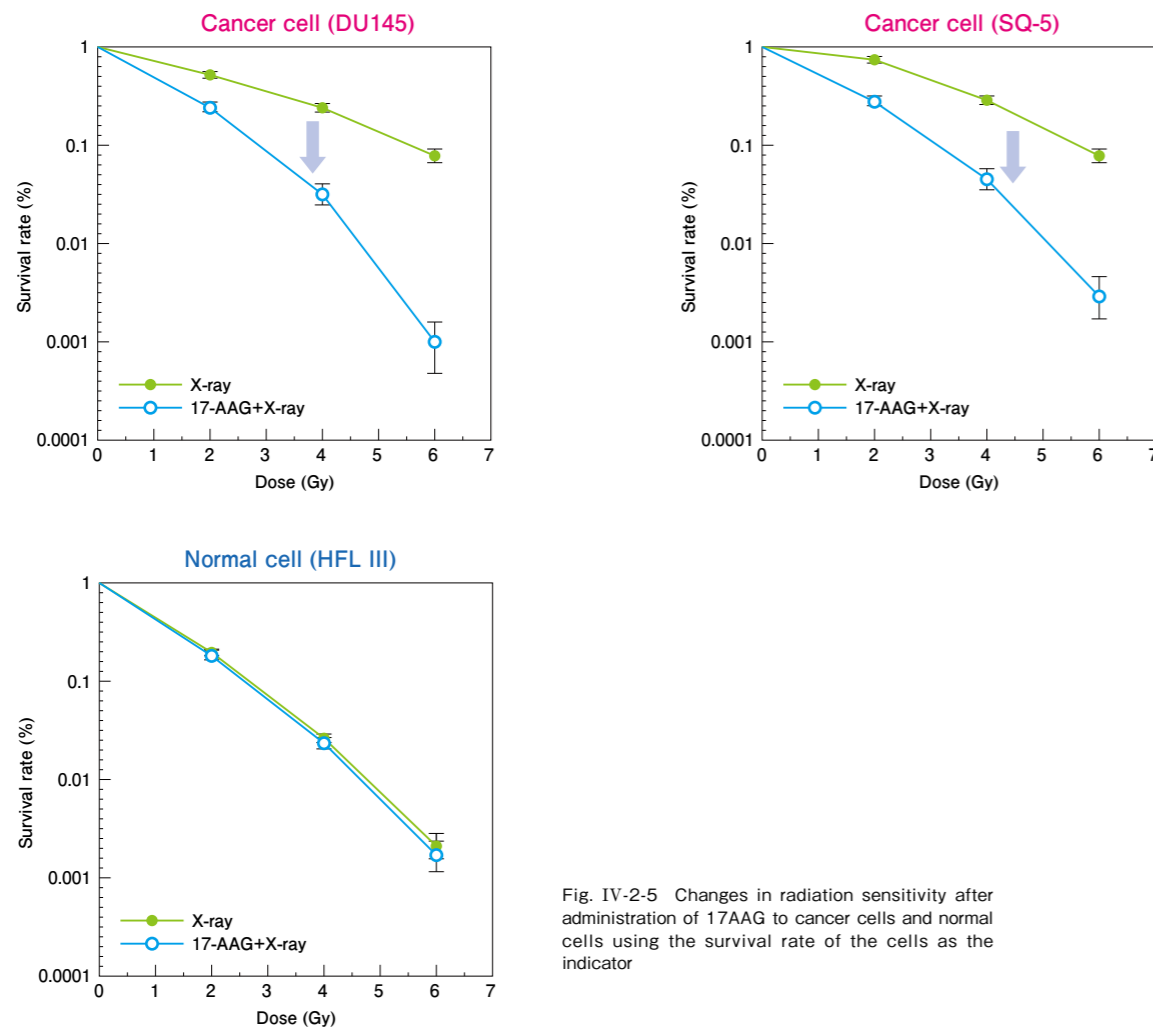 Cancer cell (DU145)
1
0.1
0.01
0.001
0.0001
Survival rate (%)
X-ray
17-AAG+X-ray
0 1 2 3 4 5 6 7
Dose (Gy)
Cancer cell (SQ-5)
1
0.1
0.01
0.001
0.0001
Survival rate (%)
X-ray
17-AAG+X-ray
0 1 2 3 4 5 6 7
Dose (Gy)
Normal cell (HFL III)
1
0.1
0.01
0.001
0.0001
Survival rate (%)
X-ray
17-AAG+X-ray
0 1 2 3 4 5 6 7
Dose (Gy)
Fig. IV-2-5 Changes in radiation sensitivity after
administration of 17AAG to cancer cells and normal
cells using the survival rate of the cells as the
indicator